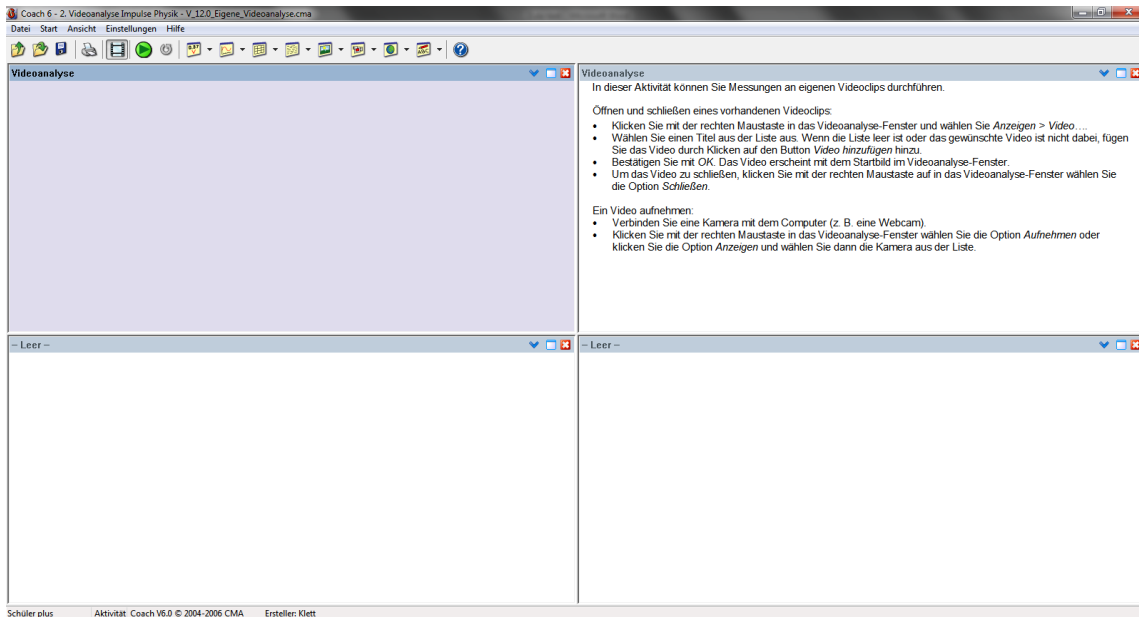 Coach 6 - 2. Videoanalyse Impulse Physik - V_12.0_Eigene_Videoanalyse.cma
Datei Start Ansicht Einstellungen Hilfe
Videoanalyse
Videoanalyse
In dieser Aktivität können Sie Messungen an eigenen Videoclips durchführen.
Öffnen und schließen eines vorhandenen Videoclips:
• Klicken Sie mit der rechten Maustaste in das Videoanalyse-Fenster und wählen Sie Anzeigen > Video....
• Wählen Sie einen Titel aus der Liste aus. Wenn die Liste leer ist oder das gewünschte Video ist nicht dabei, fügen
Sie das Video durch Klicken auf den Button Video hinzufügen hinzu.
• Bestätigen Sie mit OK. Das Video erscheint mit dem Startbild im Videoanalyse-Fenster.
• Um das Video zu schließen, klicken Sie mit der rechten Maustaste auf in das Videoanalyse-Fenster wählen Sie
die Option Schließen.
Ein Video aufnehmen:
• Verbinden Sie eine Kamera mit dem Computer (z. B. eine Webcam).
• Klicken Sie mit der rechten Maustaste in das Videoanalyse-Fenster wählen Sie die Option Aufnehmen oder
klicken Sie die Option Anzeigen und wählen Sie dann die Kamera aus der Liste.
– Leer –
– Leer –
Schüler plus Aktivität Coach V6.0 © 2004-2006 CMA Ersteller: Klett